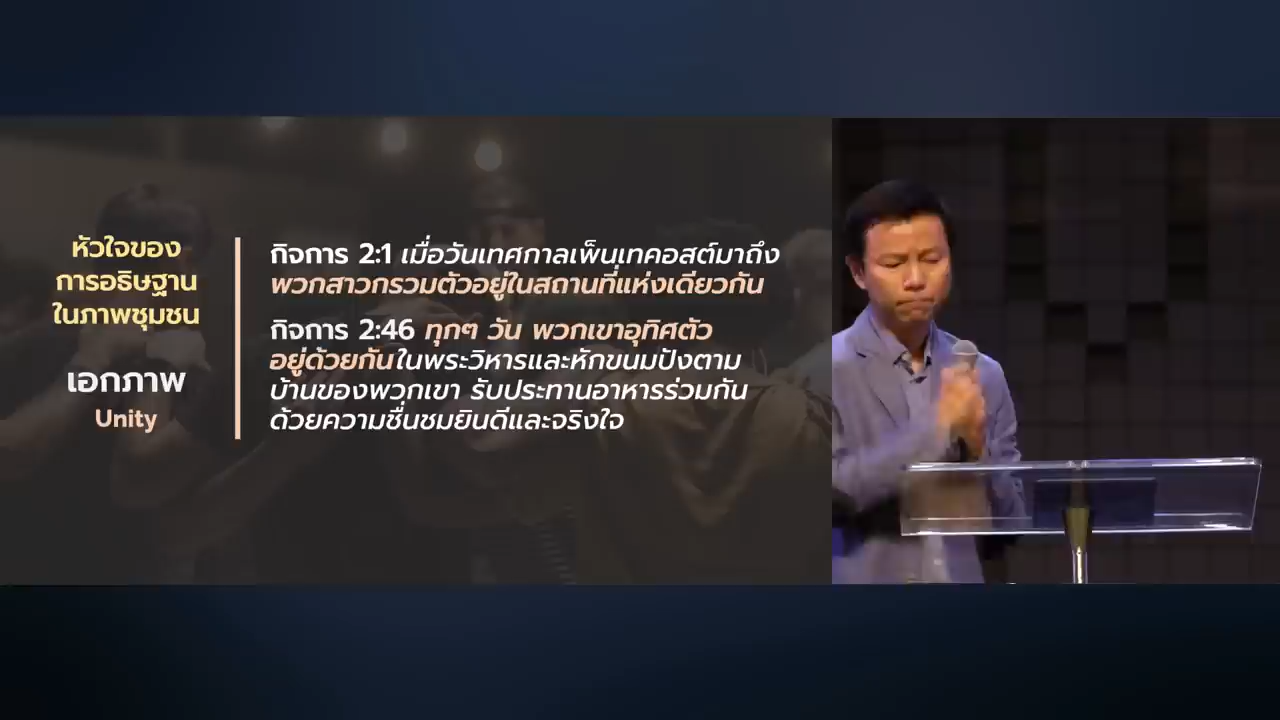 หัวใจของ
การอธิษฐาน
ในภาพชุมชน
เอกภาพ
Unity
กิจการ 2:1 เมื่อวันเทศกาลเพ็นเทคอสต์มาถึง
พวกสาวกรวมตัวอยู่ในสถานที่แห่งเดียวกัน
กิจการ 2:46 ทุกๆ วัน พวกเขาอุทิศตัว
อยู่ด้วยกันในพระวิหารและหักขนมปังตาม
บ้านของพวกเขา รับประทานอาหารร่วมกัน
ด้วยความชื่นชมยินดีและจริงใจ